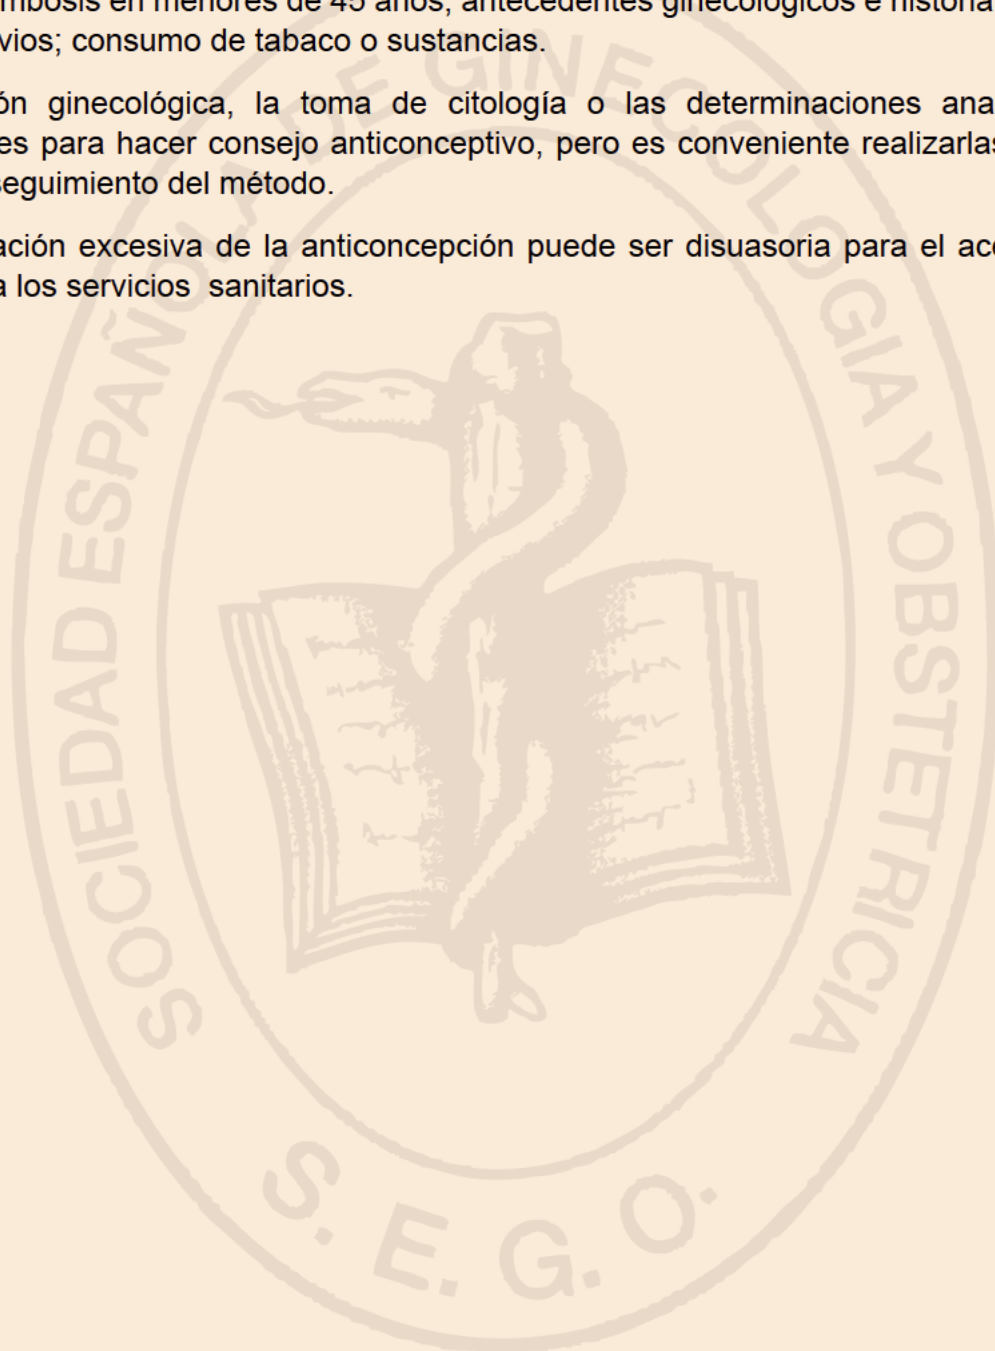 mbosis en menores de 45 años, antecedentes ginecológicos e historia
vios; consumo de tabaco o sustancias.
ón ginecológica, la toma de citología o las determinaciones ana
es para hacer consejo anticonceptivo, pero es conveniente realizarlas
seguimiento del método.
ación excesiva de la anticoncepción puede ser disuasoria para el acc
a los servicios sanitarios.
SOCIEDAD ESPAÑOLA DE GINECOLOGIA Y OBSTETRICIA
S. E. G. O.